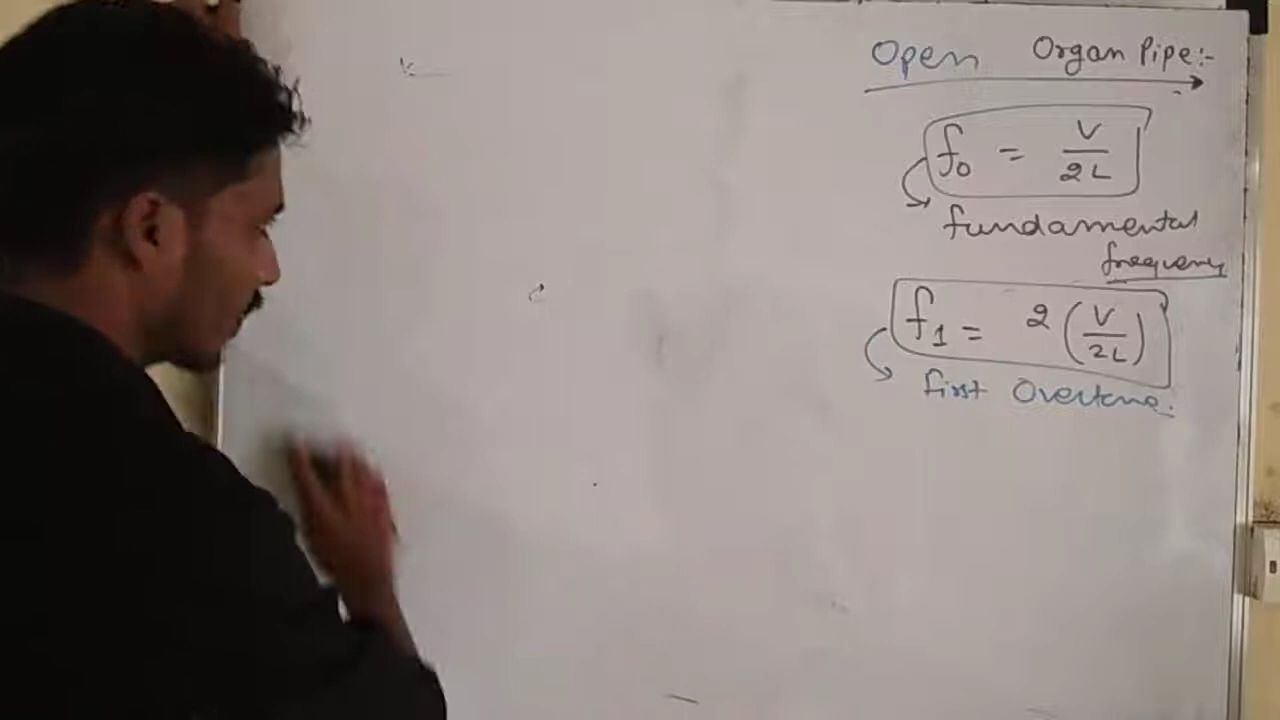 Open Organ Pipe:-
f₀ = V/2L
fundamental
frequency
f₁ = 2 (V/2L)
first Overtone.